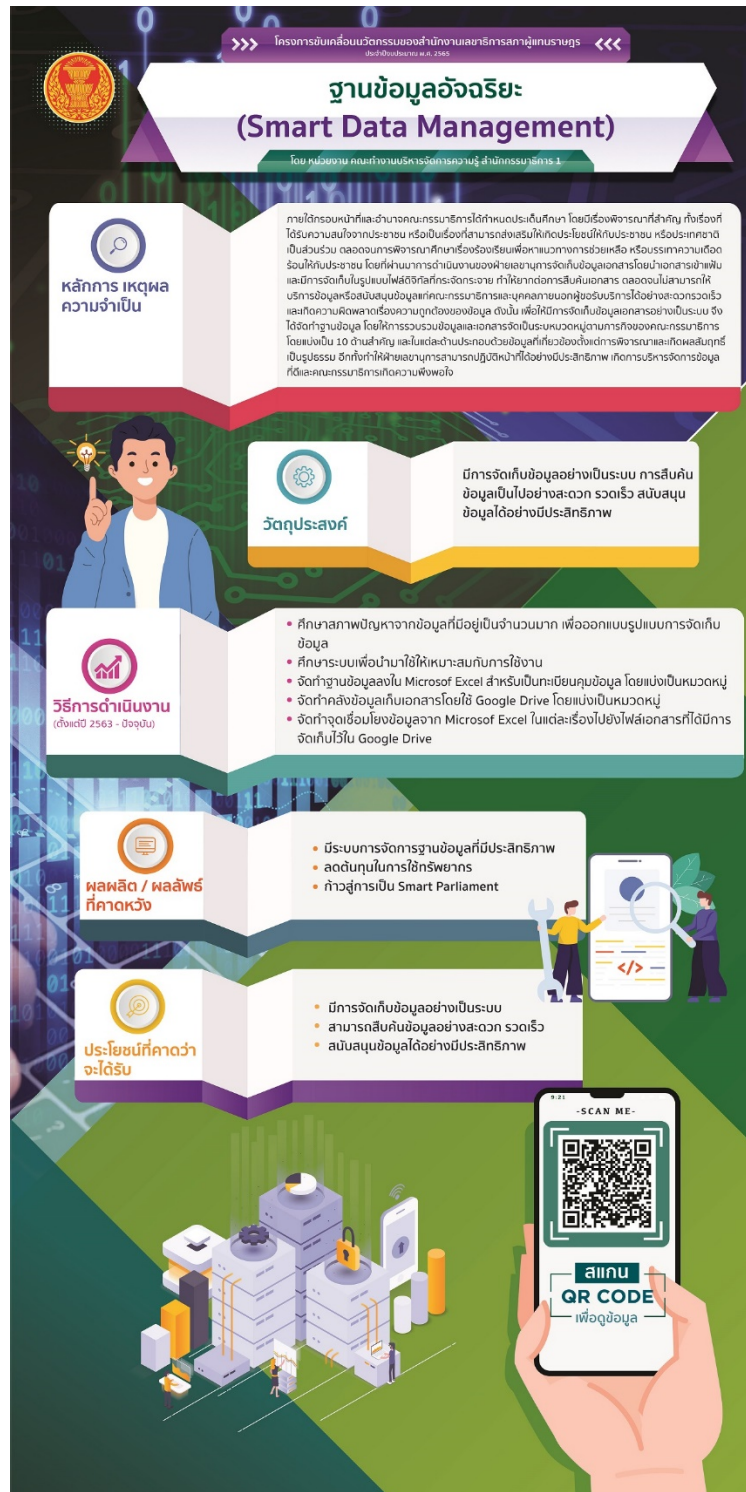 โครงการขับเคลื่อนนวัตกรรมของสำนักงานเลขาธิการสภาผู้แทนราษฎร
ประจำปีงบประมาณ พ.ศ. 2565
ฐานข้อมูลอัจฉริยะ
(Smart Data Management)
โดย หน่วยงาน คณะทำงานบริหารจัดการความรู้ สำนักกรรมาธิการ 1
หลักการ เหตุผล
ความจำเป็น
ภายใต้กรอบหน้าที่และอำนาจคณะกรรมาธิการได้กำหนดประเด็นศึกษา โดยมีเรื่องพิจารณาที่สำคัญ ทั้งเรื่องที่
ได้รับความสนใจจากประชาชน หรือเป็นเรื่องที่สามารถส่งเสริมให้เกิดประโยชน์ให้กับประชาชน หรือประเทศชาติ
เป็นส่วนร่วม ตลอดจนการพิจารณาศึกษาเรื่องร้องเรียนเพื่อหาแนวทางการช่วยเหลือ หรือบรรเทาความเดือด
ร้อนให้กับประชาชน โดยที่ผ่านมาการดำเนินงานของฝ่ายเลขานุการจัดเก็บข้อมูลเอกสารโดยนำเอกสารเข้าแฟ้ม
และมีการจัดเก็บในรูปแบบไฟล์ดิจิทัลที่กระจัดกระจาย ทำให้ยากต่อการสืบค้นเอกสาร ตลอดจนไม่สามารถให้
บริการข้อมูลหรือสนับสนุนข้อมูลแก่คณะกรรมาธิการและบุคคลภายนอกผู้ขอรับบริการได้อย่างสะดวกรวดเร็ว
และเกิดความผิดพลาดเรื่องความถูกต้องของข้อมูล ดังนั้น เพื่อให้มีการจัดเก็บข้อมูลเอกสารอย่างเป็นระบบ จึง
ได้จัดทำฐานข้อมูล โดยให้การรวบรวมข้อมูลและเอกสารจัดเป็นระบบหมวดหมู่ตามภารกิจของคณะกรรมาธิการ
โดยแบ่งเป็น 10 ด้านสำคัญ และในแต่ละด้านประกอบด้วยข้อมูลที่เกี่ยวข้องตั้งแต่การพิจารณาและเกิดผลสัมฤทธิ์
เป็นรูปธรรม อีกทั้งทำให้ฝ่ายเลขานุการสามารถปฏิบัติหน้าที่ได้อย่างมีประสิทธิภาพ เกิดการบริหารจัดการข้อมูล
ที่ดีและคณะกรรมาธิการเกิดความพึงพอใจ
วัตถุประสงค์
มีการจัดเก็บข้อมูลอย่างเป็นระบบ การสืบค้น
ข้อมูลเป็นไปอย่างสะดวก รวดเร็ว สนับสนุน
ข้อมูลได้อย่างมีประสิทธิภาพ
วิธีการดำเนินงาน
(ตั้งแต่ปี 2563 - ปัจจุบัน)
• ศึกษาสภาพปัญหาจากข้อมูลที่มีอยู่เป็นจำนวนมาก เพื่อออกแบบรูปแบบการจัดเก็บ
ข้อมูล
• ศึกษาระบบเพื่อนำมาใช้ให้เหมาะสมกับการใช้งาน
• จัดทำฐานข้อมูลลงใน Microsof Excel สำหรับเป็นทะเบียนคุมข้อมูล โดยแบ่งเป็นหมวดหมู่
• จัดทำคลังข้อมูลเก็บเอกสารโดยใช้ Google Drive โดยแบ่งเป็นหมวดหมู่
• จัดทำจุดเชื่อมโยงข้อมูลจาก Microsof Excel ในแต่ละเรื่องไปยังไฟล์เอกสารที่ได้มีการ
จัดเก็บไว้ใน Google Drive
ผลผลิต / ผลลัพธ์
ที่คาดหวัง
• มีระบบการจัดการฐานข้อมูลที่มีประสิทธิภาพ
• ลดต้นทุนในการใช้ทรัพยากร
• ก้าวสู่การเป็น Smart Parliament
</>
ประโยชน์ที่คาดว่า
จะได้รับ
• มีการจัดเก็บข้อมูลอย่างเป็นระบบ
• สามารถสืบค้นข้อมูลอย่างสะดวก รวดเร็ว
• สนับสนุนข้อมูลได้อย่างมีประสิทธิภาพ
9:21
-SCAN ME-
สแกน
QR CODE
เพื่อดูข้อมูล